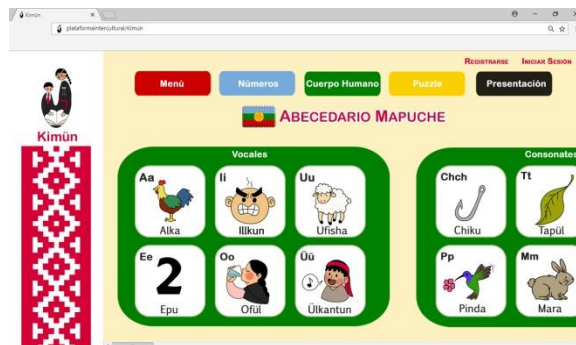 Kimün
plataformaintercultural/Kimün
REGISTRARSE INICIAR SESIÓN
Menú Números Cuerpo Humano Puzzle Presentación
Kimün
ABECEDARIO MAPUCHE
Vocales
Aa
Alka
Ii
Illkun
Uu
Ufisha
Ee
2
Epu
Oo
Ofül
Üü
Ülkantun
Consonates
Chch
Chiku
Tt
Tapül
Pp
Pinda
Mm
Mara